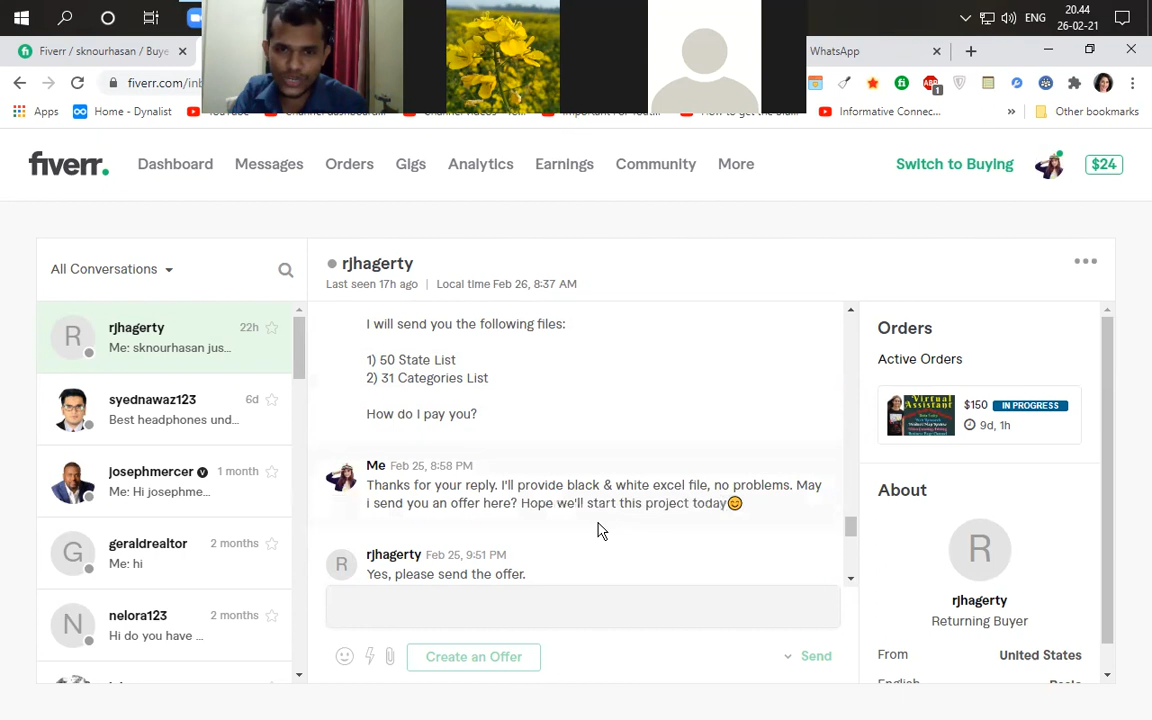 20.44
ENG
26-02-21
Fiverr / sknourhasan / Buye
WhatsApp
fiverr.com/inb
ABP
1
Apps
Home - Dynalist
Informative Connec...
Other bookmarks
fiverr.
Dashboard
Messages
Orders
Gigs
Analytics
Earnings
Community
More
Switch to Buying
$24
All Conversations
rjhagerty
Last seen 17h ago | Local time Feb 26, 8:37 AM
R
rjhagerty
22h
Me: sknourhasan jus...
syednawaz123
6d
Best headphones und...
josephmercer
1 month
Me: Hi josephme...
G
geraldrealtor
2 months
Me: hi
N
nelora123
2 months
Hi do you have ...
I will send you the following files:
1) 50 State List
2) 31 Categories List
How do I pay you?
Me Feb 25, 8:58 PM
Thanks for your reply. I'll provide black & white excel file, no problems. May
i send you an offer here? Hope we'll start this project today😊
R
rjhagerty Feb 25, 9:51 PM
Yes, please send the offer.
Create an Offer
Send
Orders
Active Orders
Virtual
Assistant
$150 IN PROGRESS
9d, 1h
About
R
rjhagerty
Returning Buyer
From
United States
English
Basic